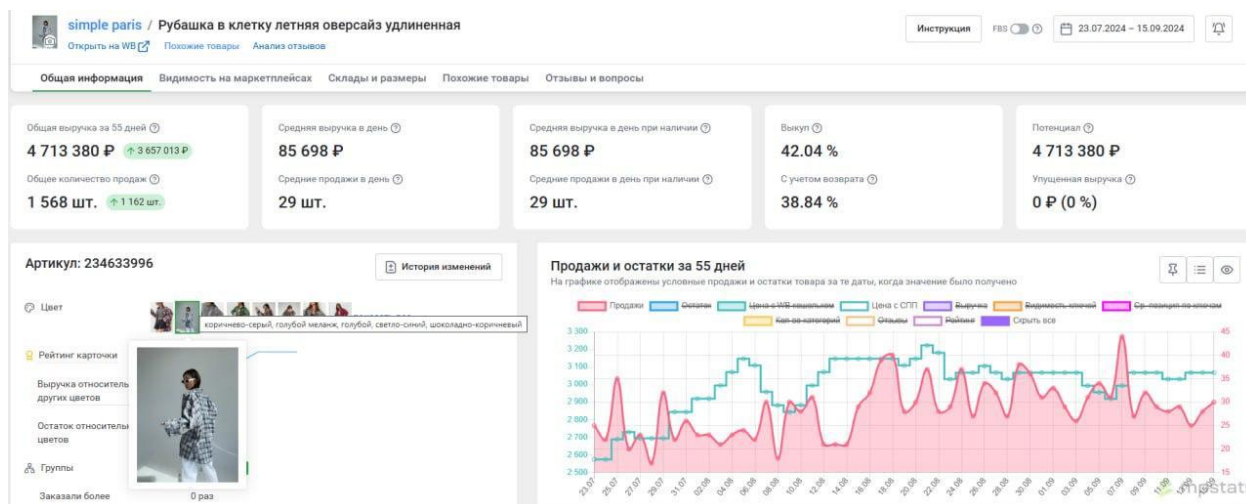 simple paris / Рубашка в клетку летняя оверсайз удлиненная
Открыть на WB Похожие товары Анализ отзывов
Инструкция FBS 23.07.2024 – 15.09.2024
Общая информация Видимость на маркетплейсах Склады и размеры Похожие товары Отзывы и вопросы
Общая выручка за 55 дней
4 713 380 ₽ ↑ 3 657 013 ₽
Общее количество продаж
1 568 шт. ↑ 1 162 шт.
Средняя выручка в день
85 698 ₽
Средние продажи в день
29 шт.
Средняя выручка в день при наличии
85 698 ₽
Средние продажи в день при наличии
29 шт.
Выкуп
42.04 %
С учетом возврата
38.84 %
Потенциал
4 713 380 ₽
Упущенная выручка
0 ₽ (0 %)
Артикул: 234633996
История изменений
Цвет
коричнево-серый, голубой меланж, голубой, светло-синий, шоколадно-коричневый
Рейтинг карточки
Выручка относитель
других цветов
Остаток относитель
цветов
Группы
Заказали более 0 раз
Продажи и остатки за 55 дней
На графике отображены условные продажи и остатки товара за те даты, когда значение было получено
Продажи Остаток Цена с WB кошельком Цена с СПП Выручка Видимость ключей Ср. позиция по ключам
Кол-во категорий Отзывы Рейтинг Скрыть все
3 300
3 200
3 100
3 000
2 900
2 800
2 700
2 600
2 500
45
40
35
30
25
20
15
23.07 25.07 27.07 29.07 31.07 02.08 04.08 06.08 08.08 10.08 12.08 14.08 16.08 18.08 20.08 22.08 24.08 26.08 28.08 30.08 01.09 03.09 05.09 07.09 09.09 11.09
mpstats